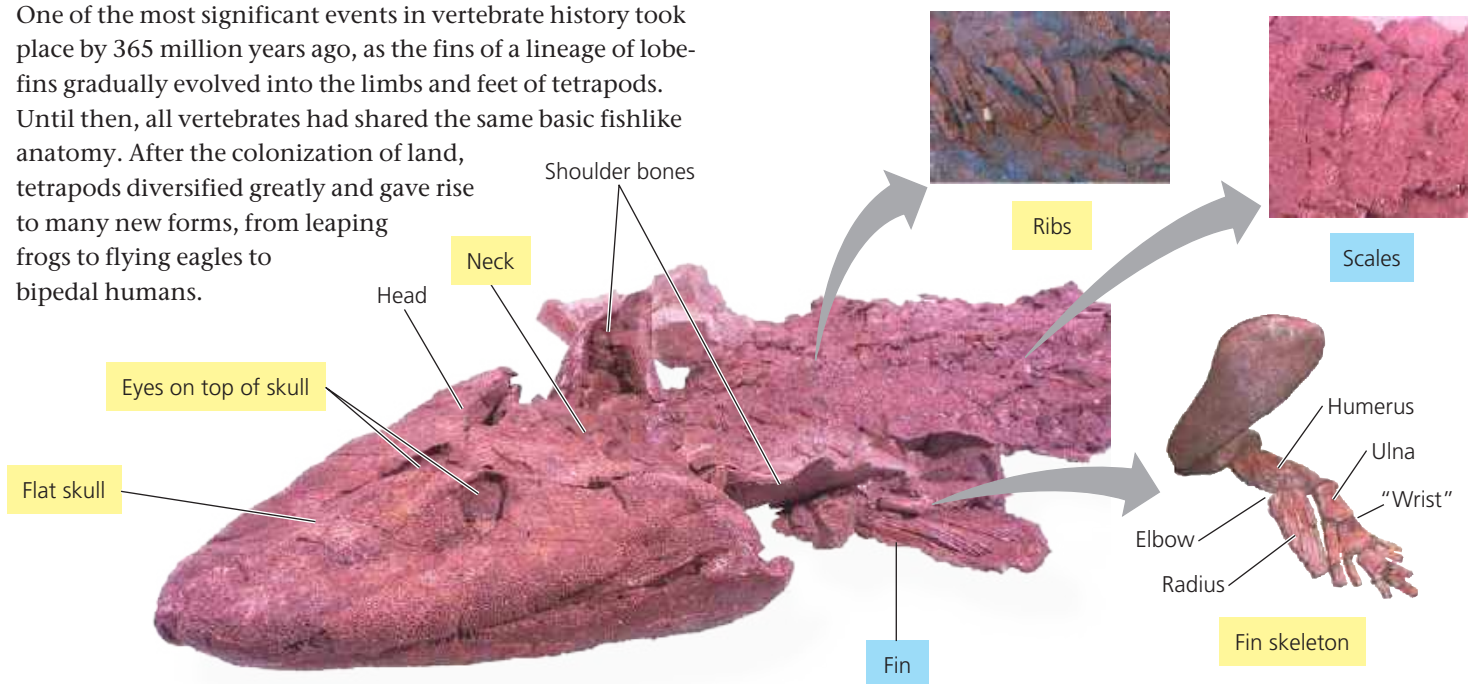 One of the most significant events in vertebrate history took
place by 365 million years ago, as the fins of a lineage of lobe-
fins gradually evolved into the limbs and feet of tetrapods.
Until then, all vertebrates had shared the same basic fishlike
anatomy. After the colonization of land,
tetrapods diversified greatly and gave rise
to many new forms, from leaping
frogs to flying eagles to
bipedal humans.
Shoulder bones
Ribs
Scales
Neck
Head
Eyes on top of skull
Flat skull
Humerus
Ulna
"Wrist"
Elbow
Radius
Fin
Fin skeleton